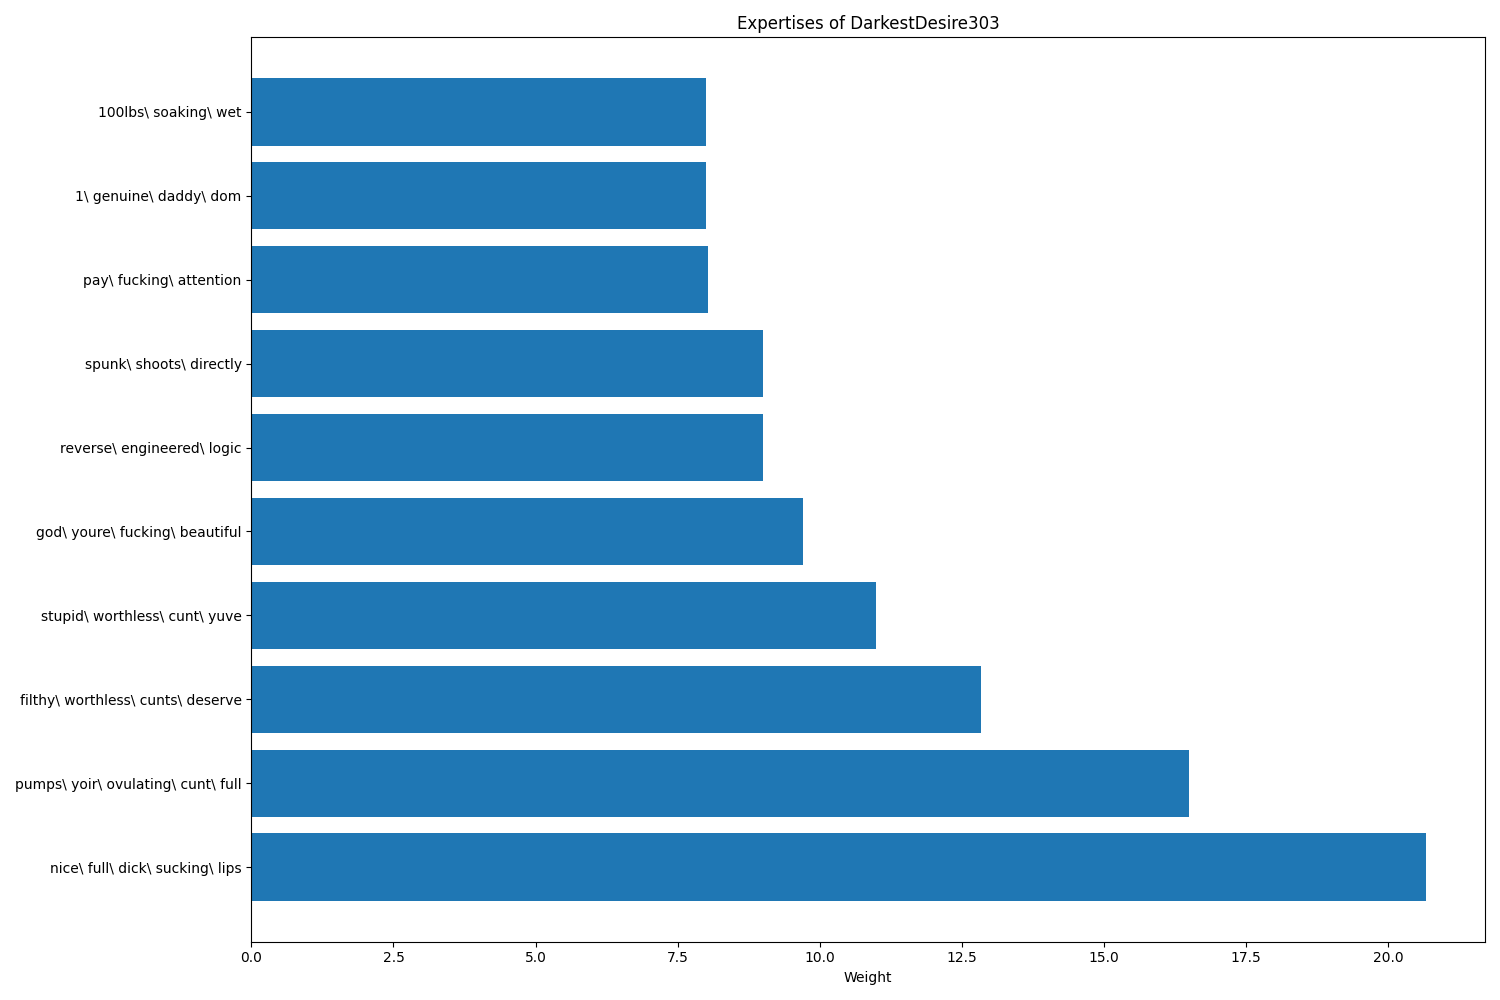 Expertises of DarkestDesire303
100lbs\ soaking\ wet
1\ genuine\ daddy\ dom
pay\ fucking\ attention
spunk\ shoots\ directly
reverse\ engineered\ logic
god\ youre\ fucking\ beautiful
stupid\ worthless\ cunt\ yuve
filthy\ worthless\ cunts\ deserve
pumps\ yoir\ ovulating\ cunt\ full
nice\ full\ dick\ sucking\ lips
0.0 2.5 5.0 7.5 10.0 12.5 15.0 17.5 20.0
Weight